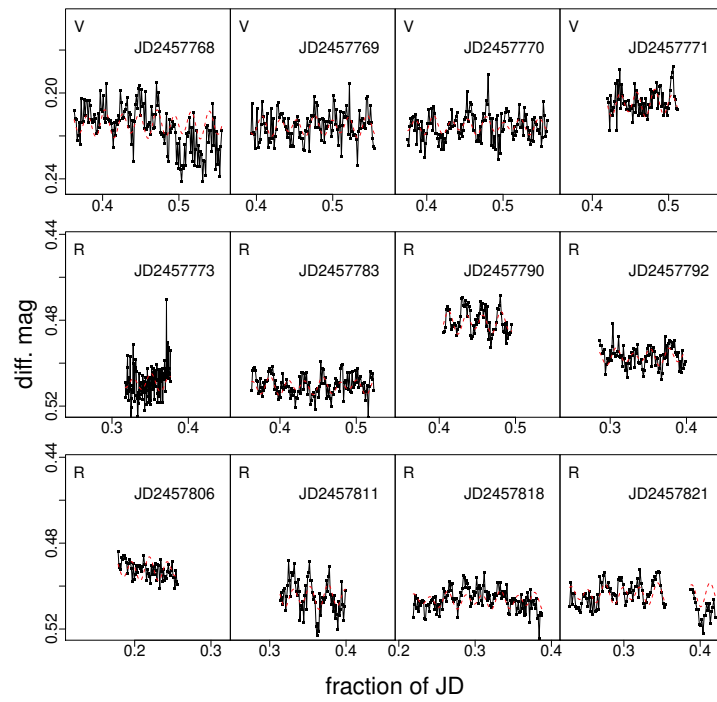 V V V V
JD2457768 JD2457769 JD2457770 JD2457771
0.20
0.24
0.4 0.5 0.4 0.5 0.4 0.5 0.4 0.5
R R R R
JD2457773 JD2457783 JD2457790 JD2457792
0.44
0.48
0.52
0.3 0.4 0.4 0.5 0.4 0.5 0.3 0.4
diff. mag
R R R R
JD2457806 JD2457811 JD2457818 JD2457821
0.44
0.48
0.52
0.2 0.3 0.3 0.4 0.2 0.3 0.4 0.3 0.4
fraction of JD